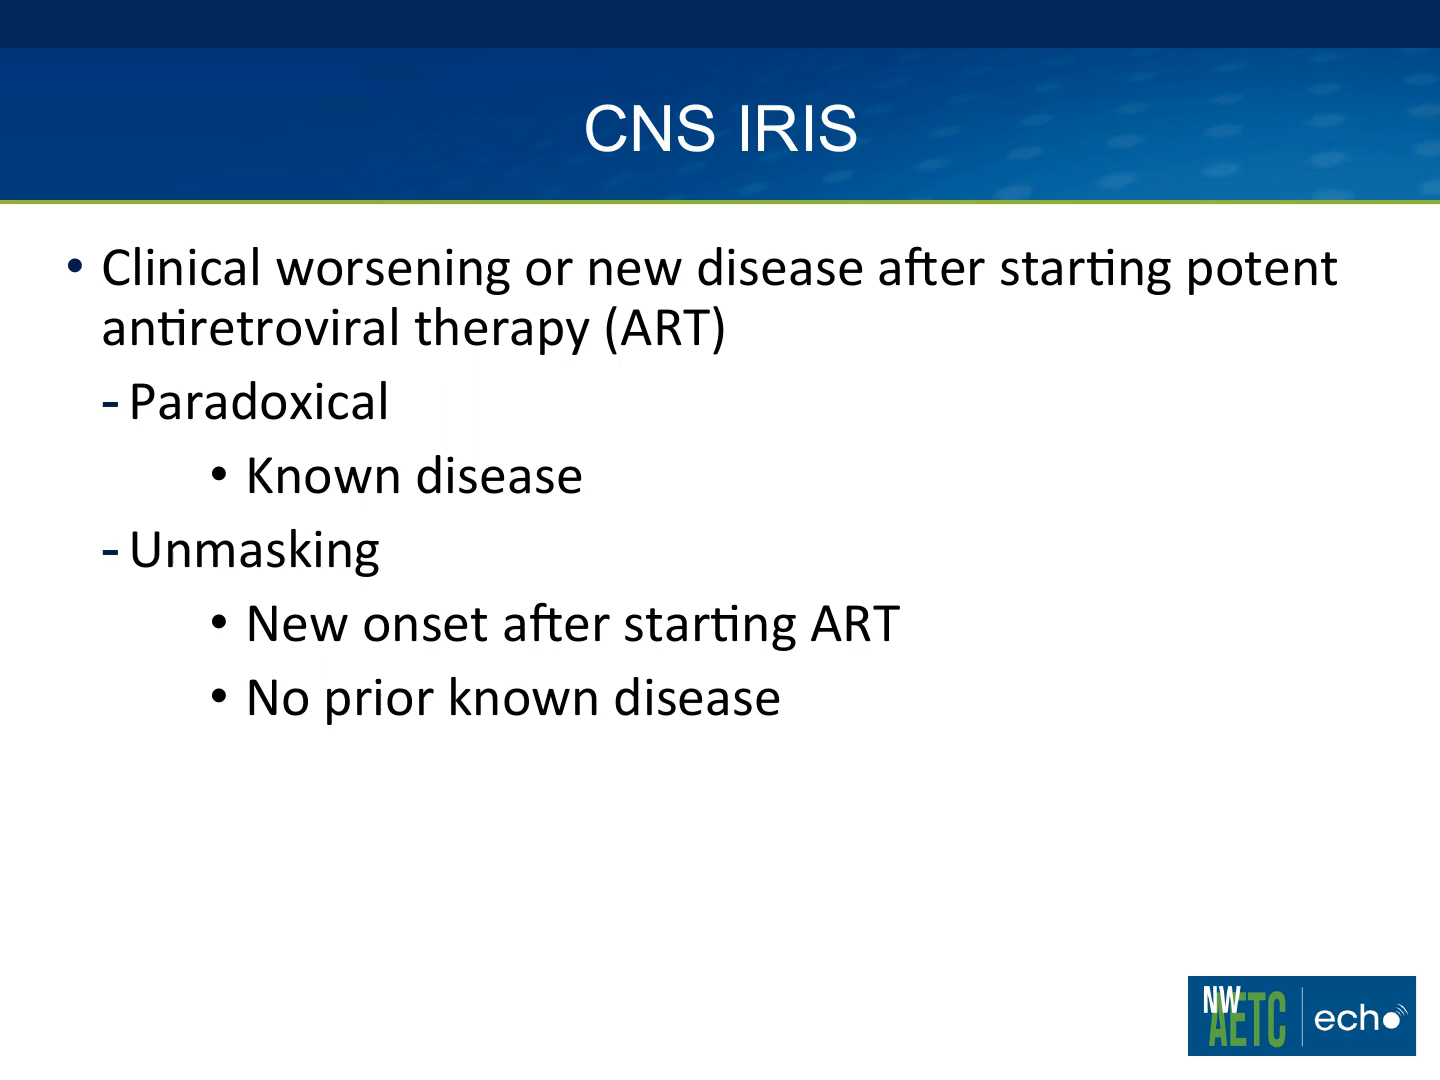 CNS IRIS
• Clinical worsening or new disease after starting potent
antiretroviral therapy (ART)
- Paradoxical
• Known disease
- Unmasking
• New onset after starting ART
• No prior known disease
NW AETC | echo